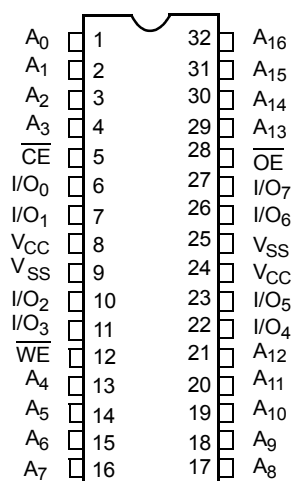 A0 1 32 A16
A1 2 31 A15
A2 3 30 A14
A3 4 29 A13
C̅E̅ 5 28 O̅E̅
I/O0 6 27 I/O7
I/O1 7 26 I/O6
VCC 8 25 VSS
VSS 9 24 VCC
I/O2 10 23 I/O5
I/O3 11 22 I/O4
W̅E̅ 12 21 A12
A4 13 20 A11
A5 14 19 A10
A6 15 18 A9
A7 16 17 A8